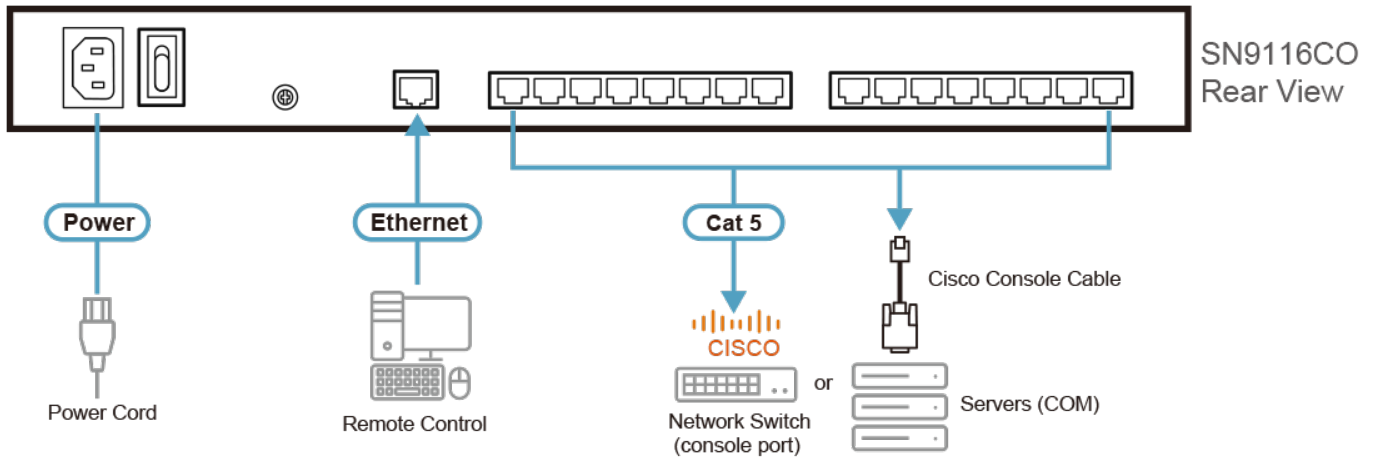 SN9116CO
Rear View
Power
Ethernet
Cat 5
Cisco Console Cable
CISCO
or
Servers (COM)
Power Cord
Remote Control
Network Switch
(console port)